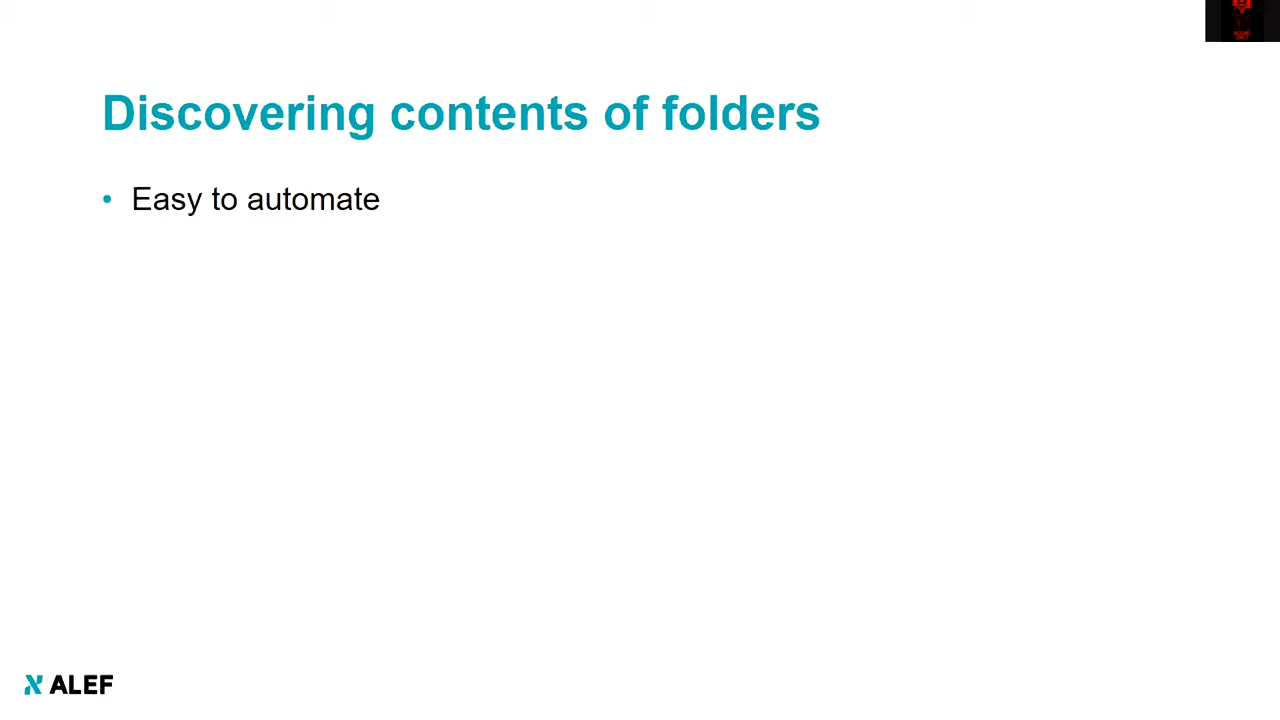 Discovering contents of folders
• Easy to automate
ALEF